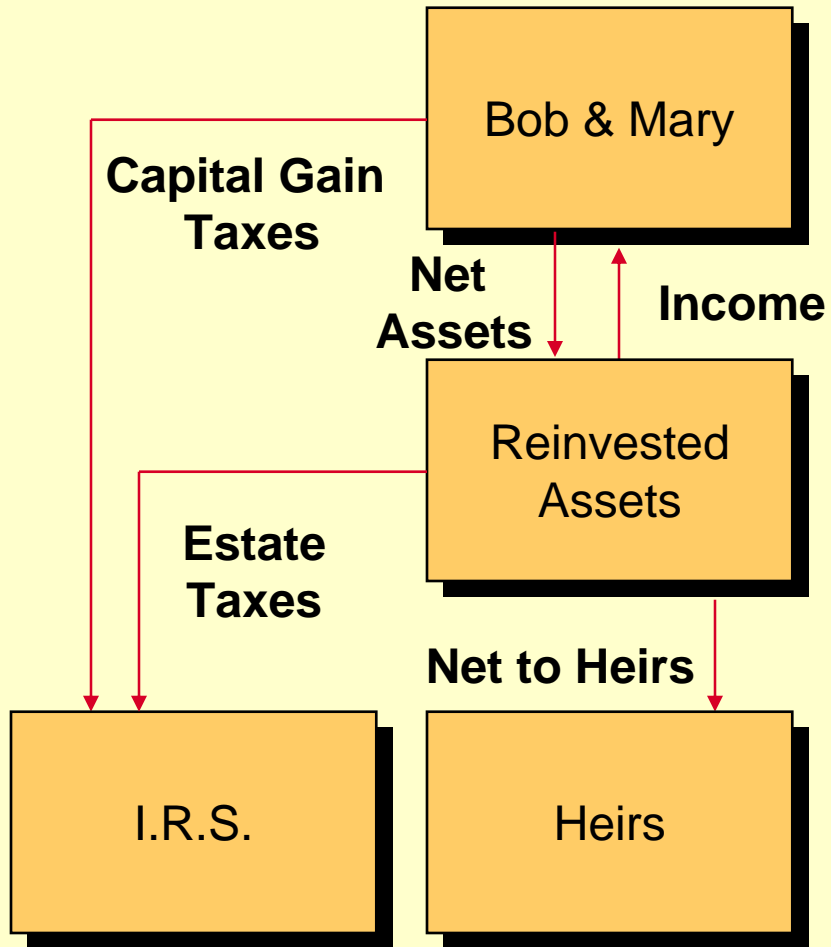 Bob & Mary
Capital Gain
Taxes
Net
Assets
Income
Reinvested
Assets
Estate
Taxes
Net to Heirs
I.R.S.
Heirs